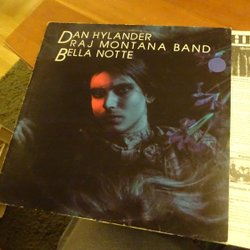 DAN HYLANDER
RAJ MONTANA BAND
BELLA NOTTE